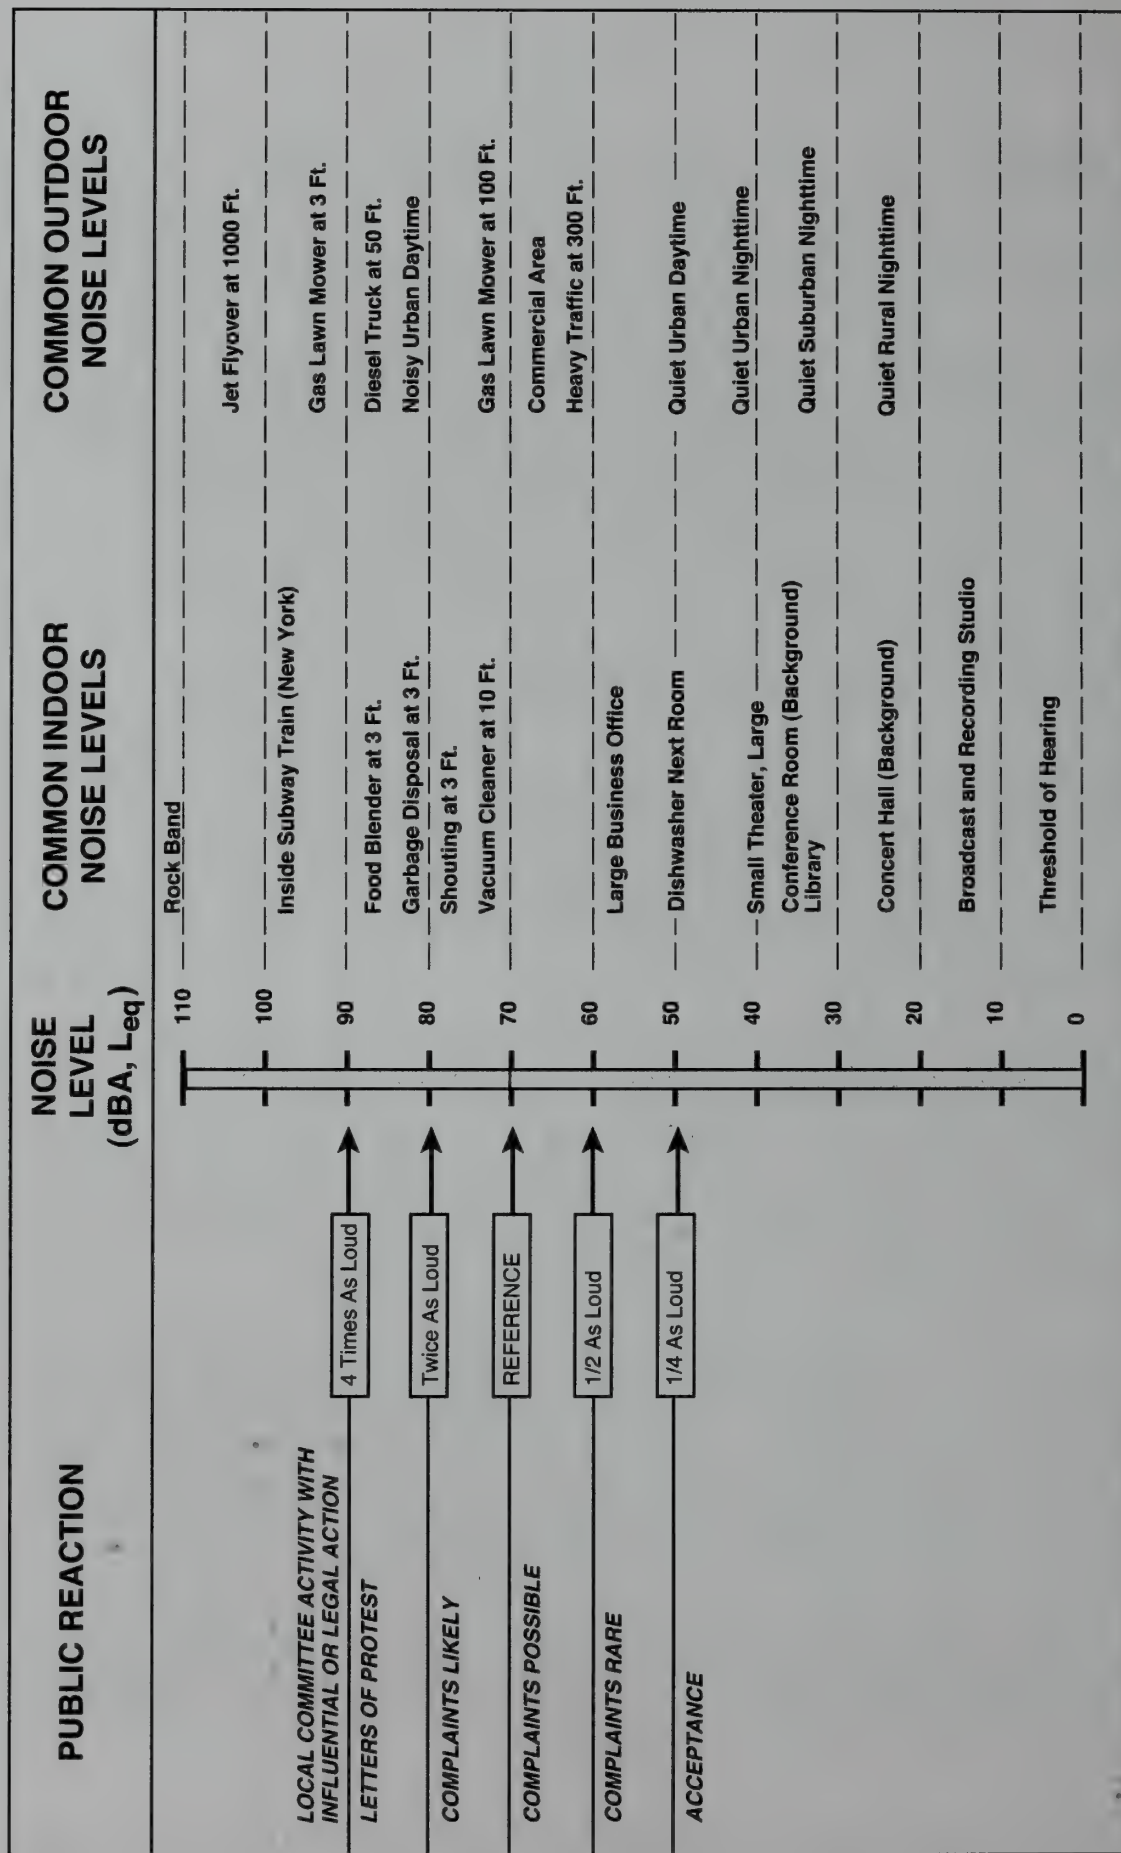 PUBLIC REACTION
NOISE
LEVEL
(dBA, Leq)
COMMON INDOOR
NOISE LEVELS
COMMON OUTDOOR
NOISE LEVELS
LOCAL COMMITTEE ACTIVITY WITH
INFLUENTIAL OR LEGAL ACTION
LETTERS OF PROTEST
COMPLAINTS LIKELY
COMPLAINTS POSSIBLE
COMPLAINTS RARE
ACCEPTANCE
4 Times As Loud
Twice As Loud
REFERENCE
1/2 As Loud
1/4 As Loud
110
100
90
80
70
60
50
40
30
20
10
0
Rock Band
Inside Subway Train (New York)
Food Blender at 3 Ft.
Garbage Disposal at 3 Ft.
Shouting at 3 Ft.
Vacuum Cleaner at 10 Ft.
Large Business Office
Dishwasher Next Room
Small Theater, Large
Conference Room (Background)
Library
Concert Hall (Background)
Broadcast and Recording Studio
Threshold of Hearing
Jet Flyover at 1000 Ft.
Gas Lawn Mower at 3 Ft.
Diesel Truck at 50 Ft.
Noisy Urban Daytime
Gas Lawn Mower at 100 Ft.
Commercial Area
Heavy Traffic at 300 Ft.
Quiet Urban Daytime
Quiet Urban Nighttime
Quiet Suburban Nighttime
Quiet Rural Nighttime